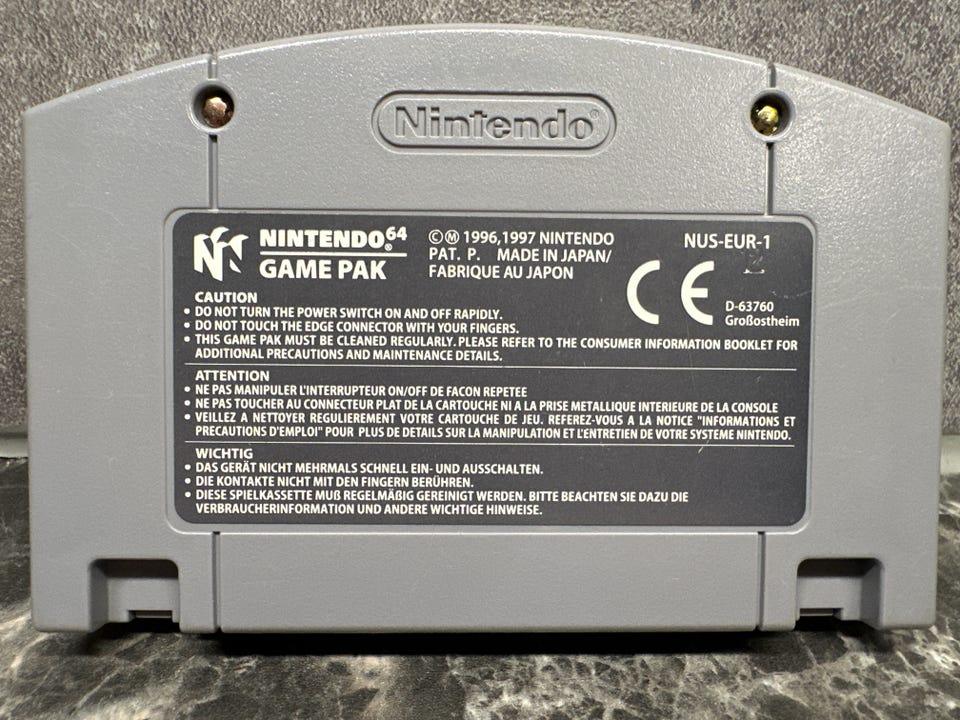 Nintendo®
NINTENDO®64
GAME PAK
©Ⓜ 1996,1997 NINTENDO
PAT. P. MADE IN JAPAN/
FABRIQUE AU JAPON
NUS-EUR-1
CE
D-63760
Großostheim
CAUTION
• DO NOT TURN THE POWER SWITCH ON AND OFF RAPIDLY.
• DO NOT TOUCH THE EDGE CONNECTOR WITH YOUR FINGERS.
• THIS GAME PAK MUST BE CLEANED REGULARLY. PLEASE REFER TO THE CONSUMER INFORMATION BOOKLET FOR
ADDITIONAL PRECAUTIONS AND MAINTENANCE DETAILS.
ATTENTION
• NE PAS MANIPULER L'INTERRUPTEUR ON/OFF DE FACON REPETEE
• NE PAS TOUCHER AU CONNECTEUR PLAT DE LA CARTOUCHE NI A LA PRISE METALLIQUE INTERIEURE DE LA CONSOLE
• VEILLEZ A NETTOYER REGULIEREMENT VOTRE CARTOUCHE DE JEU. REFEREZ-VOUS A LA NOTICE "INFORMATIONS ET
PRECAUTIONS D'EMPLOI" POUR PLUS DE DETAILS SUR LA MANIPULATION ET L'ENTRETIEN DE VOTRE SYSTEME NINTENDO.
WICHTIG
• DAS GERÄT NICHT MEHRMALS SCHNELL EIN- UND AUSSCHALTEN.
• DIE KONTAKTE NICHT MIT DEN FINGERN BERÜHREN.
• DIESE SPIELKASSETTE MUß REGELMÄßIG GEREINIGT WERDEN. BITTE BEACHTEN SIE DAZU DIE
VERBRAUCHERINFORMATION UND ANDERE WICHTIGE HINWEISE.